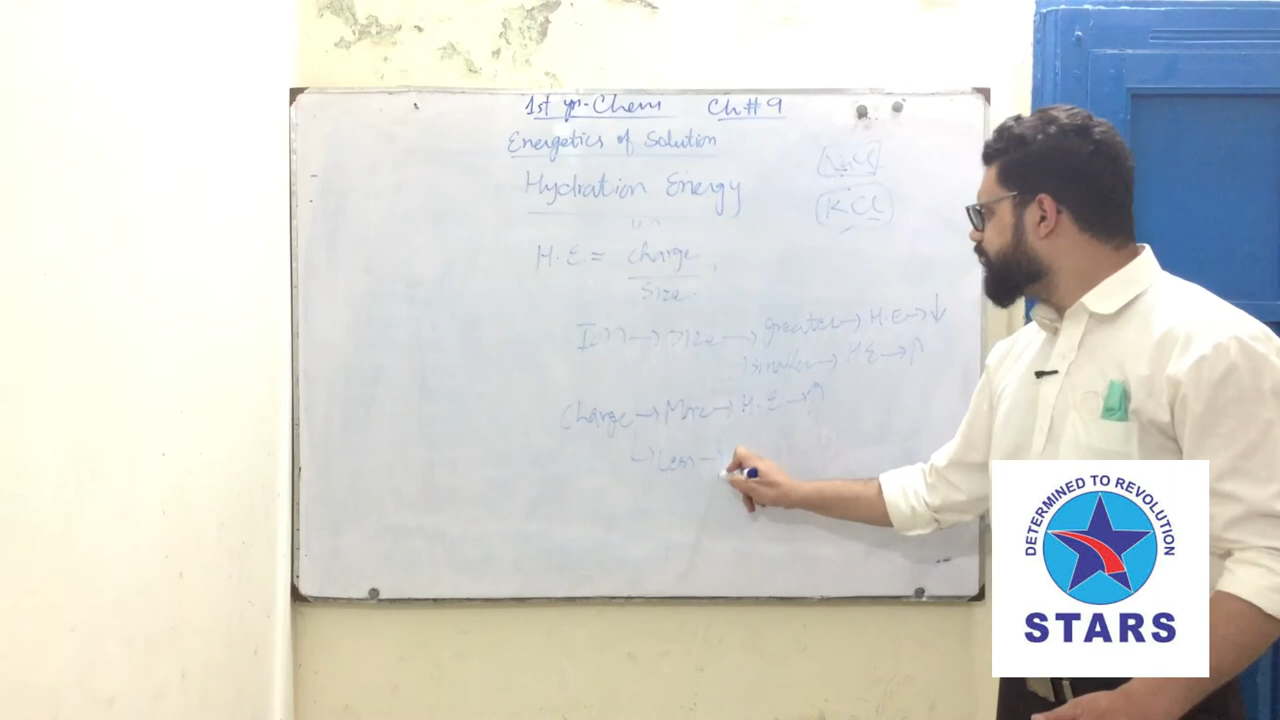 1st yr-Chem Ch#9
Energetics of Solution
Hydration Energy
KCl
H.E = charge
Size
Ion → Size → greater → H.E → ↓
smaller → H.E → ↑
Charge → More → H.E → ↑
↳ Less →
DETERMINED TO REVOLUTION
STARS